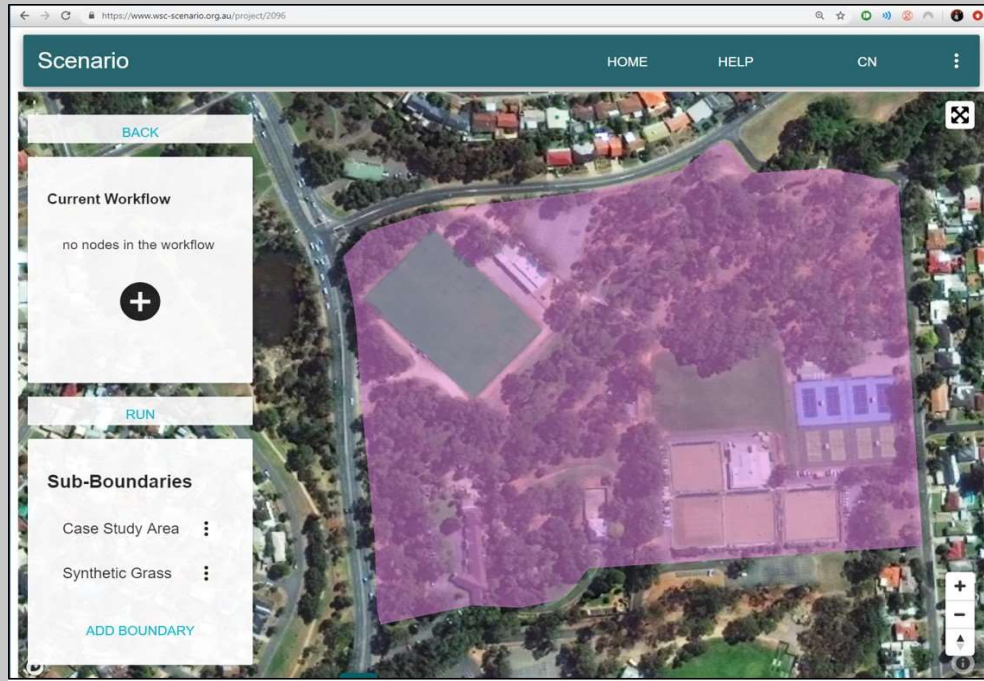 https://www.wsc-scenario.org.au/project/2096
Scenario
HOME
HELP
CN
BACK
Current Workflow
no nodes in the workflow
RUN
Sub-Boundaries
Case Study Area
Synthetic Grass
ADD BOUNDARY